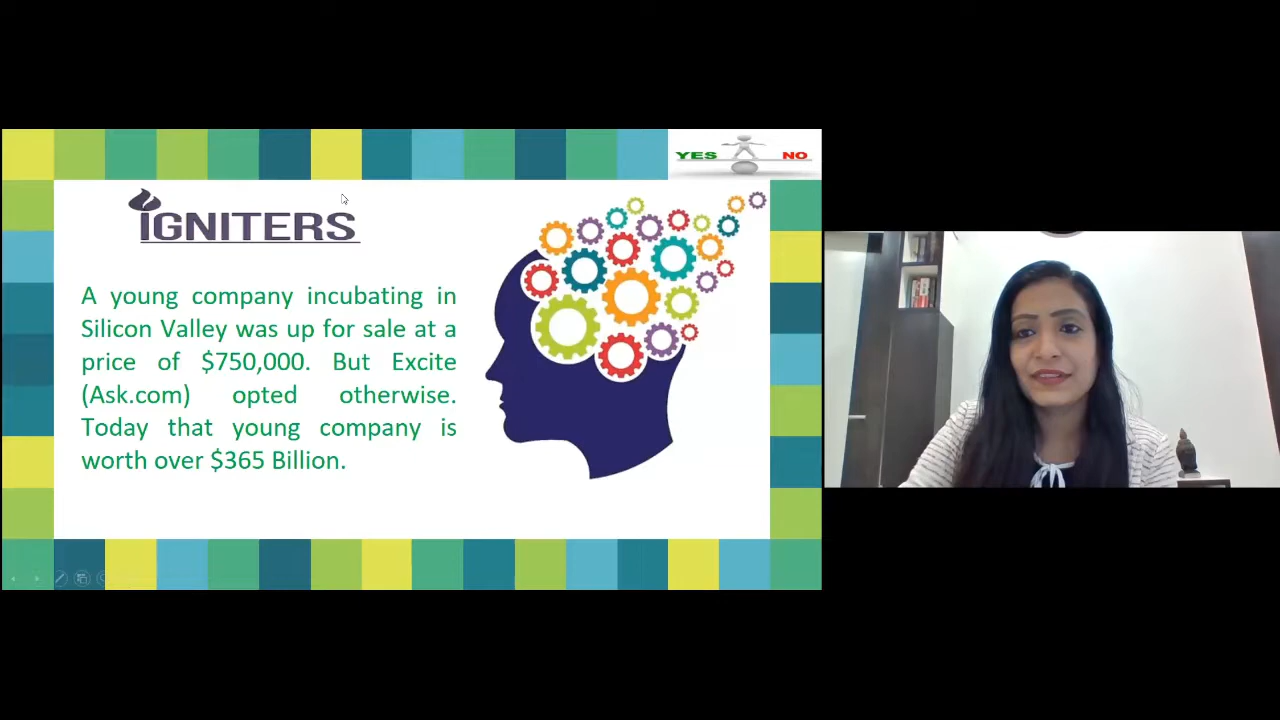 YES NO
IGNITERS
A young company incubating in
Silicon Valley was up for sale at a
price of $750,000. But Excite
(Ask.com) opted otherwise.
Today that young company is
worth over $365 Billion.